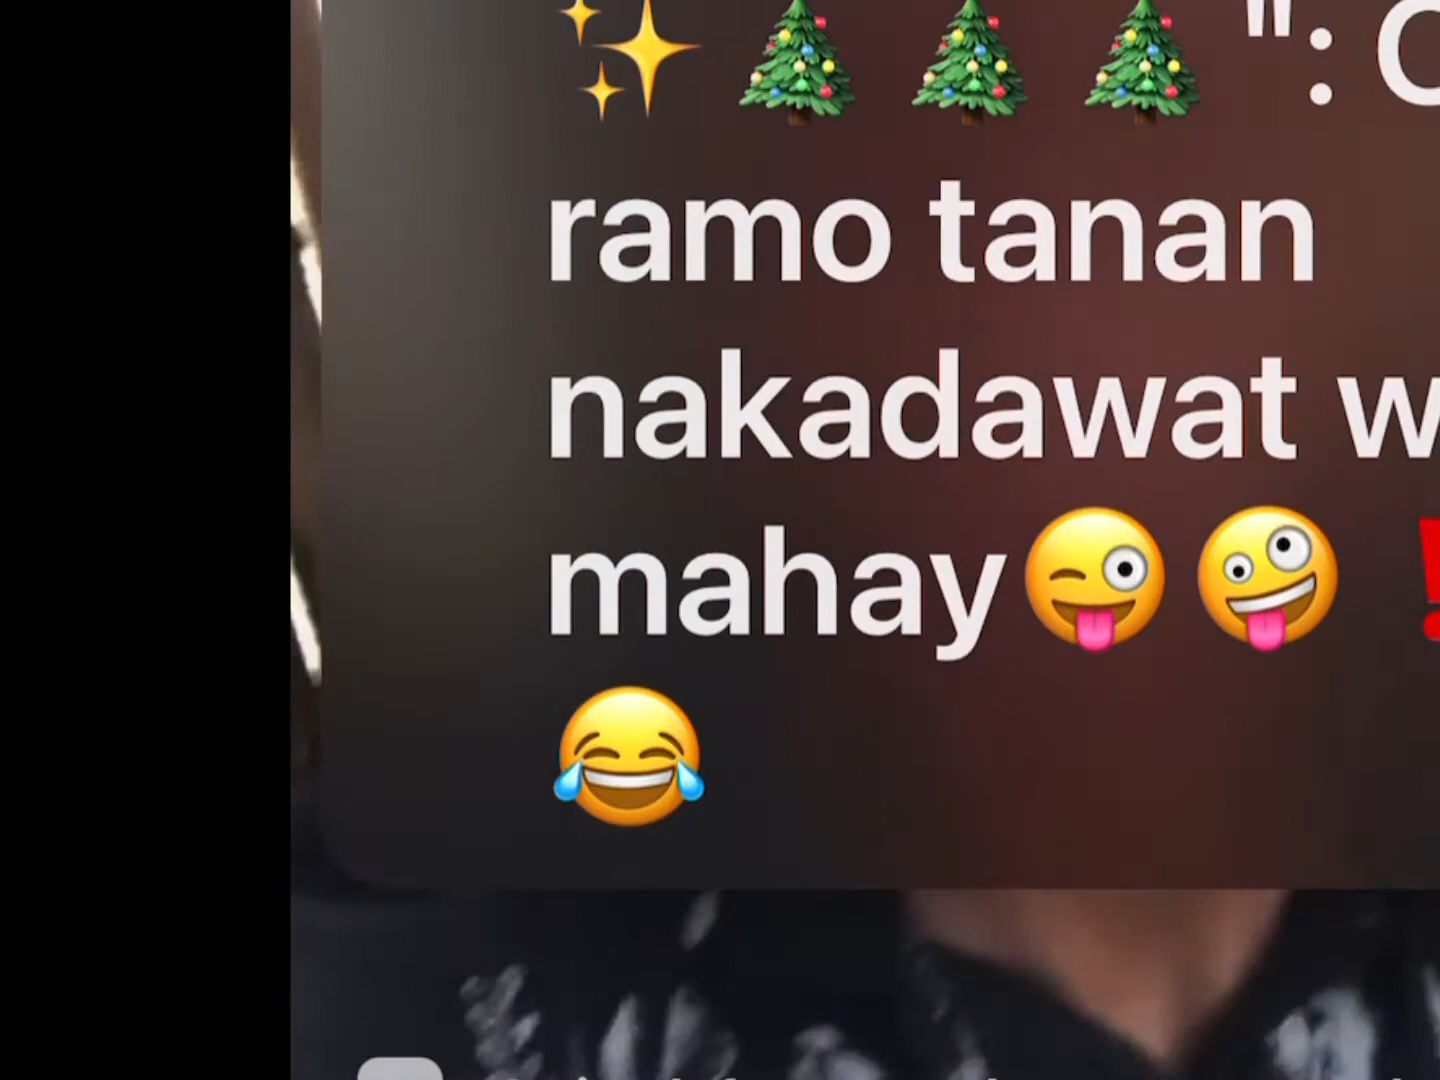 ✨🎄🎄🎄":
ramo tanan
nakadawat
mahay😜🤪
😂